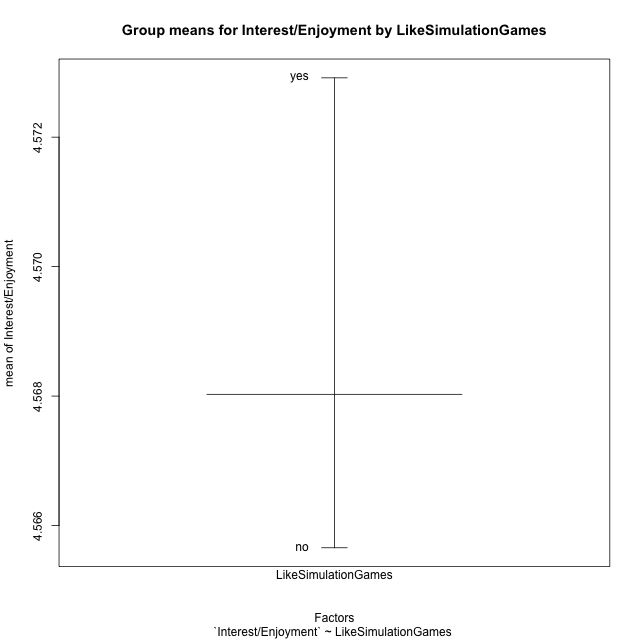 Group means for Interest/Enjoyment by LikeSimulationGames
yes
4.572
4.570
mean of Interest/Enjoyment
4.568
4.566
no
LikeSimulationGames
Factors
`Interest/Enjoyment` ~ LikeSimulationGames